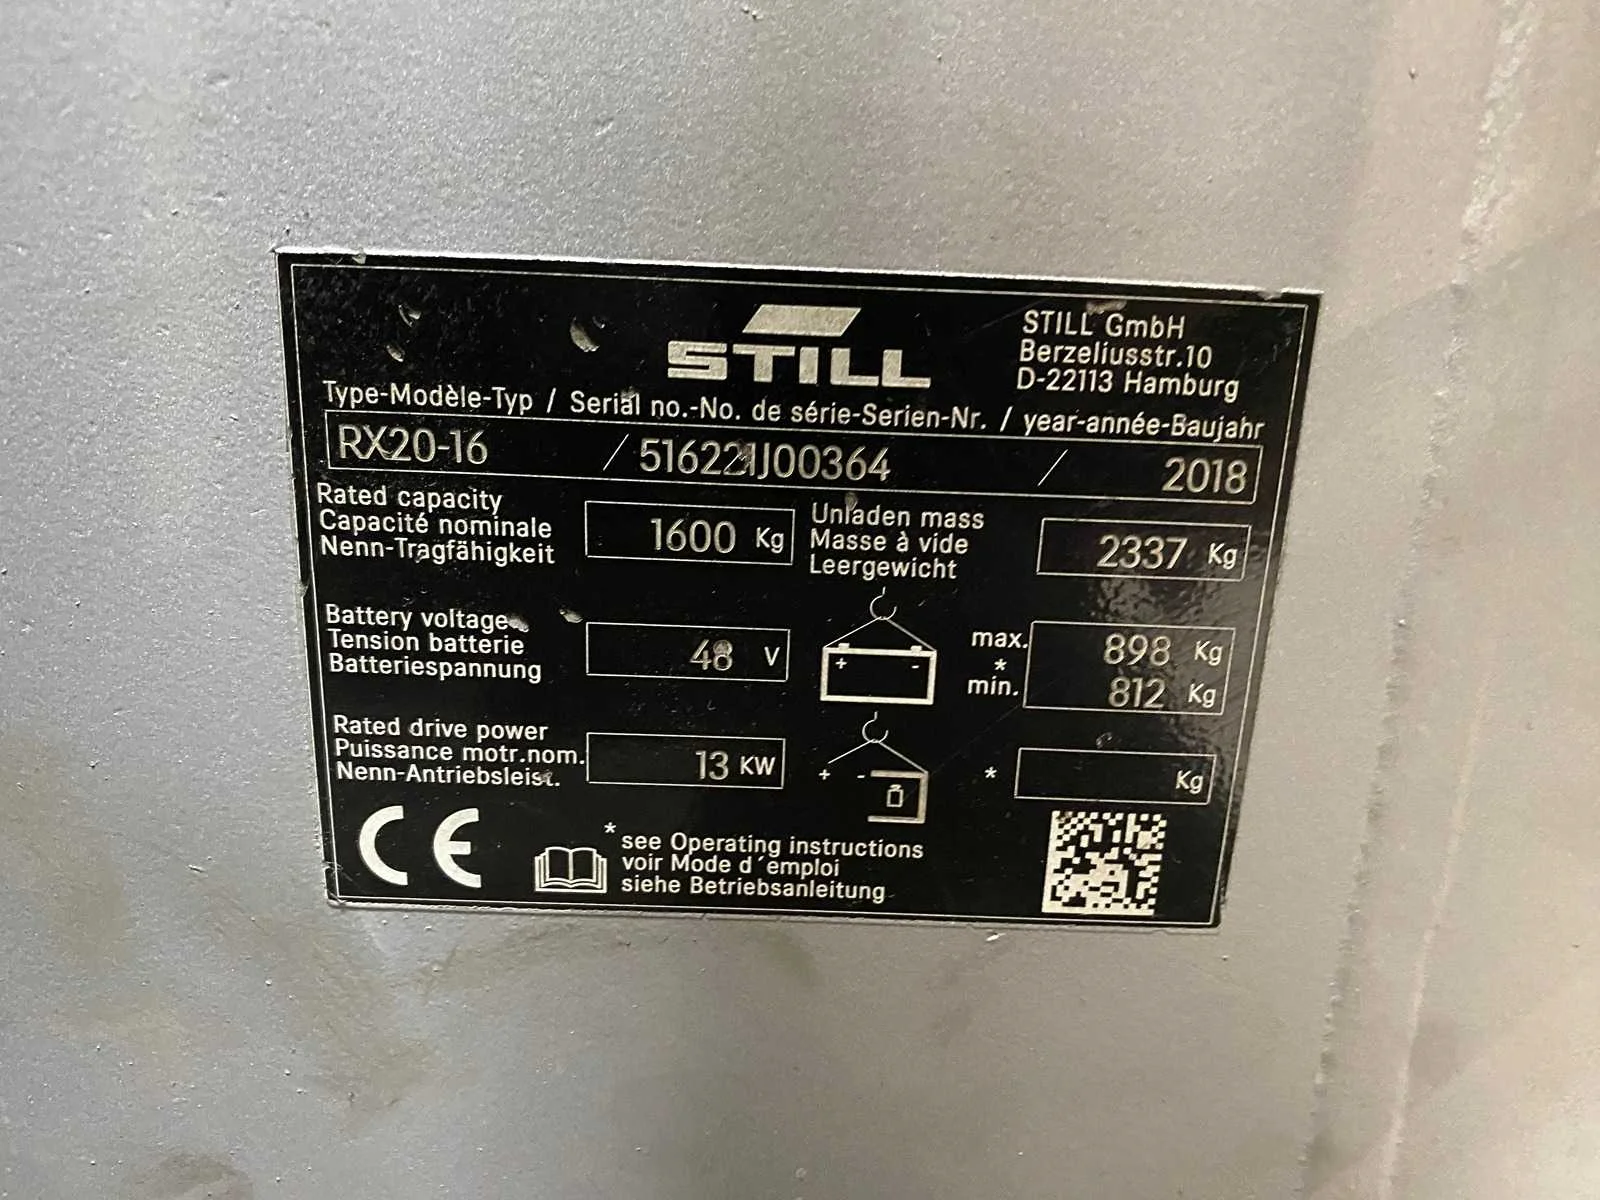 STILL
STILL GmbH
Berzeliusstr.10
D-22113 Hamburg
Type-Modèle-Typ / Serial no.-No. de série-Serien-Nr. / year-année-Baujahr
RX20-16 / 516221J00364 / 2018
Rated capacity
Capacité nominale
Nenn-Tragfähigkeit
1600 Kg
Unladen mass
Masse à vide
Leergewicht
2337 Kg
Battery voltage
Tension batterie
Batteriespannung
48 V
+ -
max. 898 Kg
*
min. 812 Kg
Rated drive power
Puissance motr.nom.
Nenn-Antriebsleist.
13 KW
+ -
* Kg
CE
* see Operating instructions
voir Mode d´emploi
siehe Betriebsanleitung